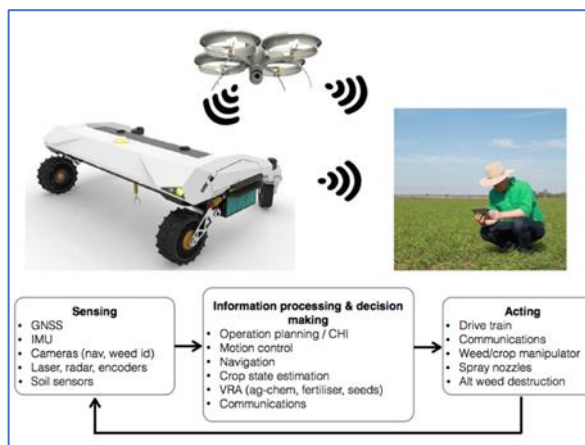 Sensing
• GNSS
• IMU
• Cameras (nav, weed id)
• Laser, radar, encoders
• Soil sensors
Information processing & decision
making
• Operation planning / CHI
• Motion control
• Navigation
• Crop state estimation
• VRA (ag-chem, fertiliser, seeds)
• Communications
Acting
• Drive train
• Communications
• Weed/crop manipulator
• Spray nozzles
• Alt weed destruction